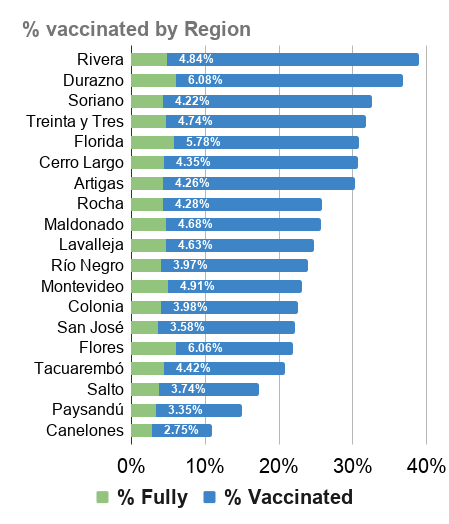 % vaccinated by Region
Rivera 4.84%
Durazno 6.08%
Soriano 4.22%
Treinta y Tres 4.74%
Florida 5.78%
Cerro Largo 4.35%
Artigas 4.26%
Rocha 4.28%
Maldonado 4.68%
Lavalleja 4.63%
Río Negro 3.97%
Montevideo 4.91%
Colonia 3.98%
San José 3.58%
Flores 6.06%
Tacuarembó 4.42%
Salto 3.74%
Paysandú 3.35%
Canelones 2.75%
0% 10% 20% 30% 40%
% Fully % Vaccinated